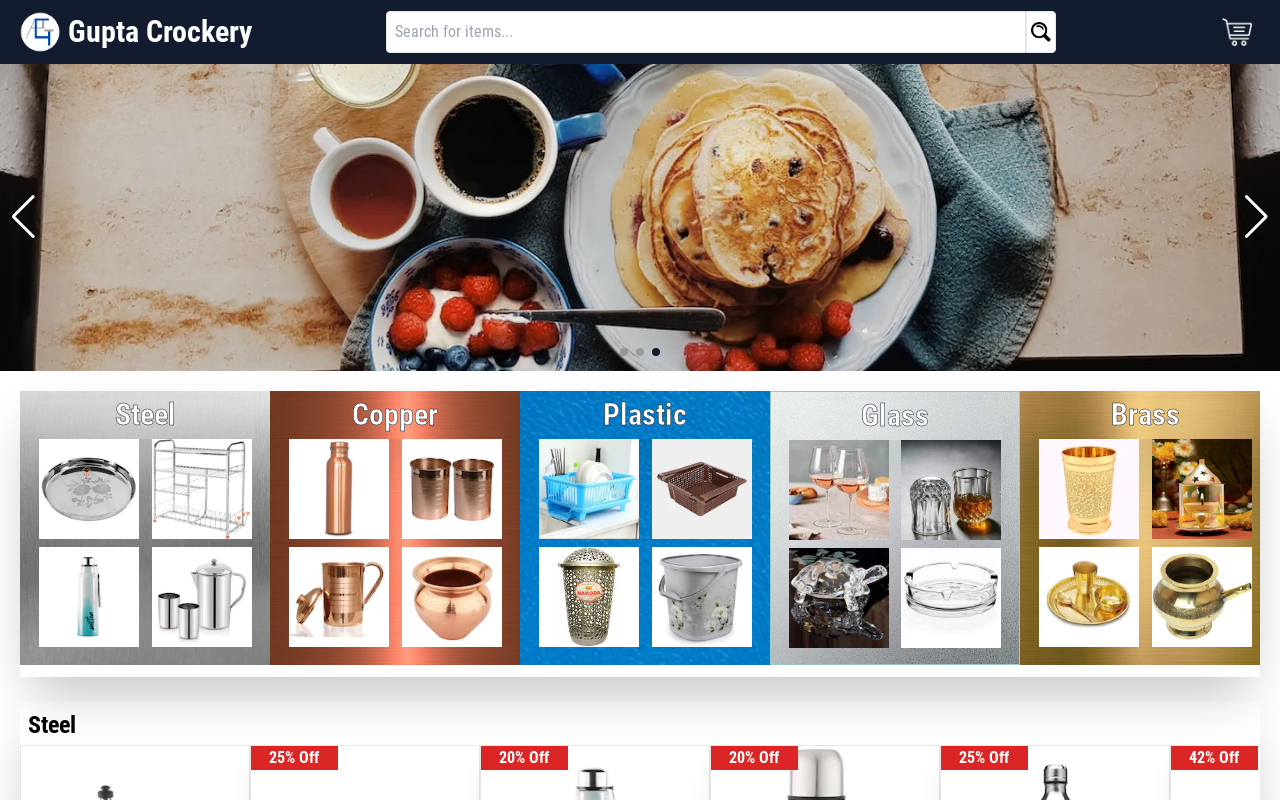 Gupta Crockery
Search for items...
Steel
Copper
Plastic
Glass
Brass
NAKODA
Steel
25% Off
20% Off
20% Off
25% Off
42% Off